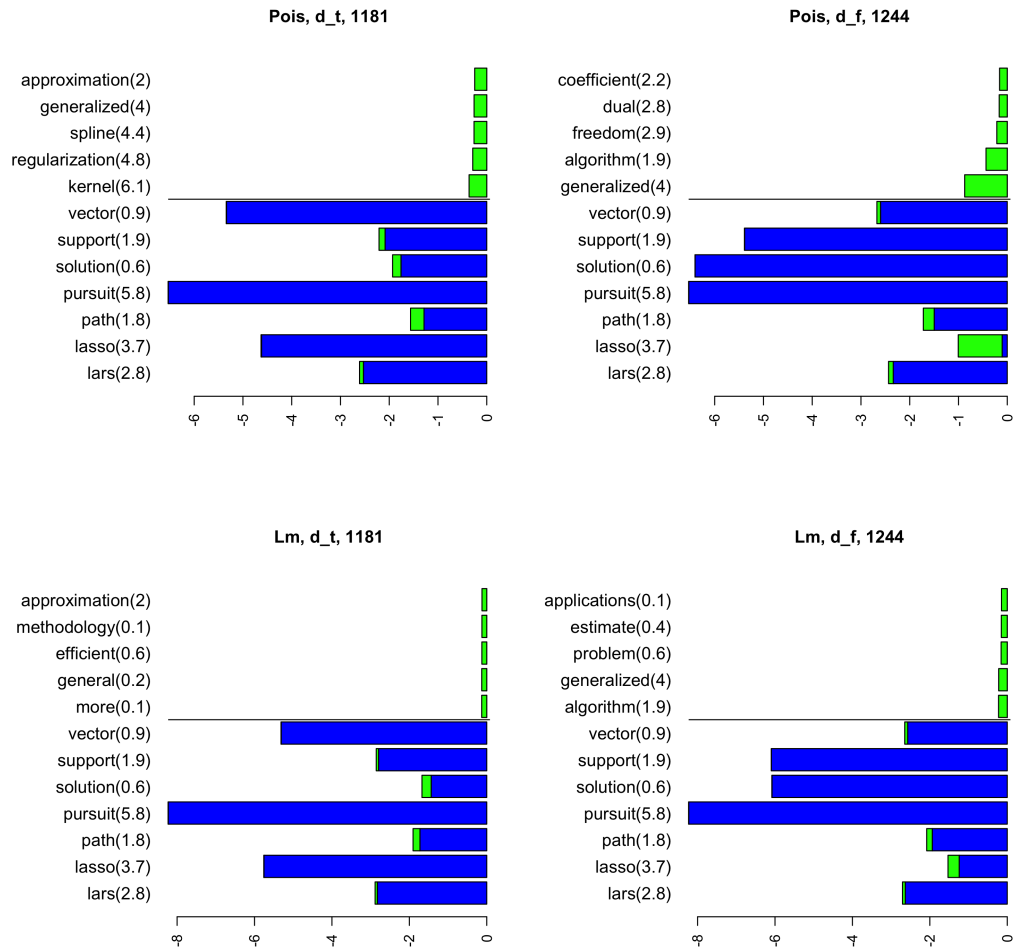 Pois, d_t, 1181
approximation(2)
generalized(4)
spline(4.4)
regularization(4.8)
kernel(6.1)
vector(0.9)
support(1.9)
solution(0.6)
pursuit(5.8)
path(1.8)
lasso(3.7)
lars(2.8)
-6 -5 -4 -3 -2 -1 0
Pois, d_f, 1244
coefficient(2.2)
dual(2.8)
freedom(2.9)
algorithm(1.9)
generalized(4)
vector(0.9)
support(1.9)
solution(0.6)
pursuit(5.8)
path(1.8)
lasso(3.7)
lars(2.8)
-6 -5 -4 -3 -2 -1 0
Lm, d_t, 1181
approximation(2)
methodology(0.1)
efficient(0.6)
general(0.2)
more(0.1)
vector(0.9)
support(1.9)
solution(0.6)
pursuit(5.8)
path(1.8)
lasso(3.7)
lars(2.8)
-8 -6 -4 -2 0
Lm, d_f, 1244
applications(0.1)
estimate(0.4)
problem(0.6)
generalized(4)
algorithm(1.9)
vector(0.9)
support(1.9)
solution(0.6)
pursuit(5.8)
path(1.8)
lasso(3.7)
lars(2.8)
-8 -6 -4 -2 0